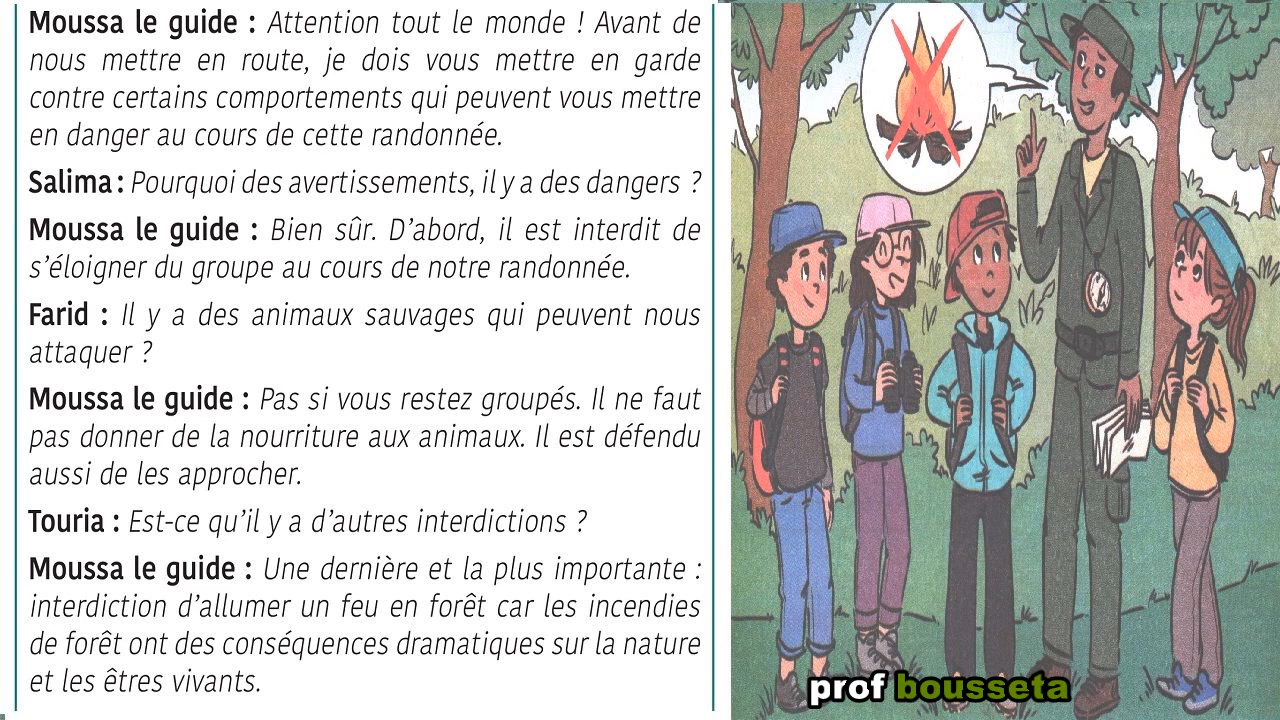 Moussa le guide : Attention tout le monde ! Avant de
nous mettre en route, je dois vous mettre en garde
contre certains comportements qui peuvent vous mettre
en danger au cours de cette randonnée.
Salima : Pourquoi des avertissements, il y a des dangers ?
Moussa le guide : Bien sûr. D’abord, il est interdit de
s’éloigner du groupe au cours de notre randonnée.
Farid : Il y a des animaux sauvages qui peuvent nous
attaquer ?
Moussa le guide : Pas si vous restez groupés. Il ne faut
pas donner de la nourriture aux animaux. Il est défendu
aussi de les approcher.
Touria : Est-ce qu’il y a d’autres interdictions ?
Moussa le guide : Une dernière et la plus importante :
interdiction d’allumer un feu en forêt car les incendies
de forêt ont des conséquences dramatiques sur la nature
et les êtres vivants.
prof bousseta